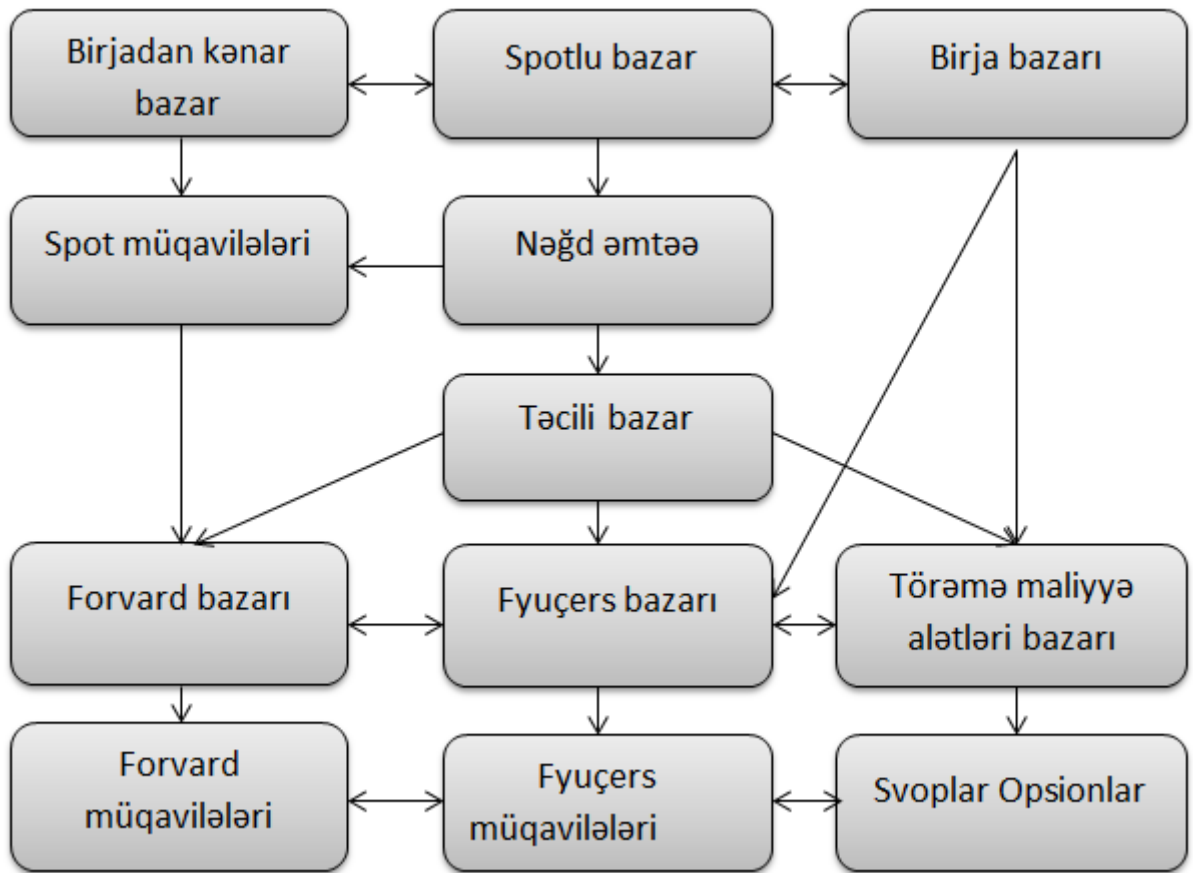 Birjadan kənar
bazar
Spotlu bazar
Birja bazarı
Spot müqavilələri
Nəğd əmtəə
Təcili bazar
Forvard bazarı
Fyuçers bazarı
Törəmə maliyyə
alətləri bazarı
Forvard
müqavilələri
Fyuçers
müqavilələri
Svoplar Opsionlar